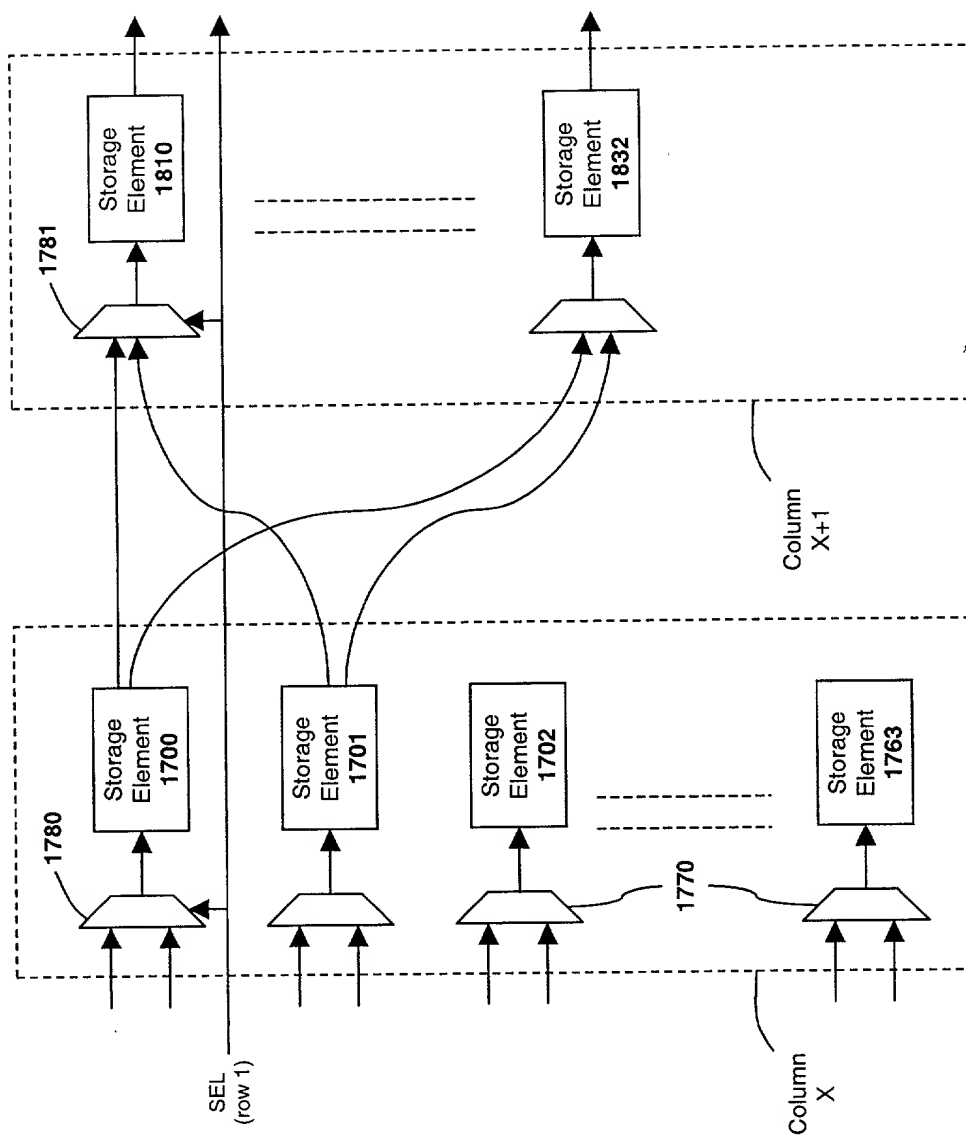 1780
Storage
Element
1700
Storage
Element
1701
Storage
Element
1702
1770
Storage
Element
1763
SEL
(row 1)
Column
X
1781
Storage
Element
1810
Storage
Element
1832
Column
X+1